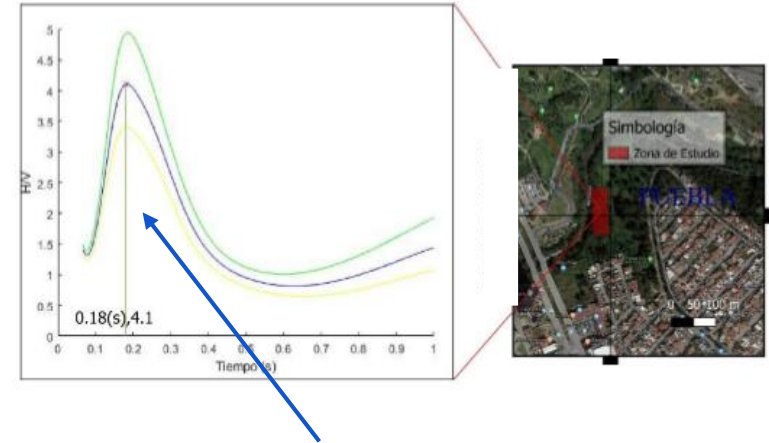 5
4.5
4
3.5
3
2.5
2
1.5
1
0.5
0
H/V
0.18(s),4.1
0 0.1 0.2 0.3 0.4 0.5 0.6 0.7 0.8 0.9 1
Tiempo (s)
Simbología
Zona de Estudio
PUEBLA
0 50 100 m